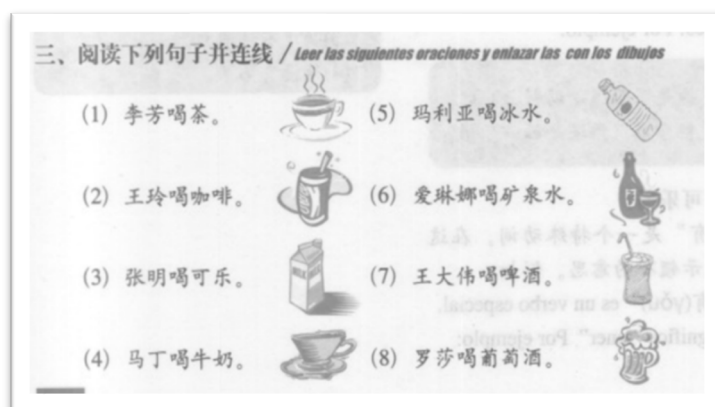 三、阅读下列句子并连线 / Leer las siguientes oraciones y enlazar las con los dibujos
(1) 李芳喝茶。
(2) 王玲喝咖啡。
(3) 张明喝可乐。
(4) 马丁喝牛奶。
(5) 玛利亚喝冰水。
(6) 爱琳娜喝矿泉水。
(7) 王大伟喝啤酒。
(8) 罗莎喝葡萄酒。
MILK